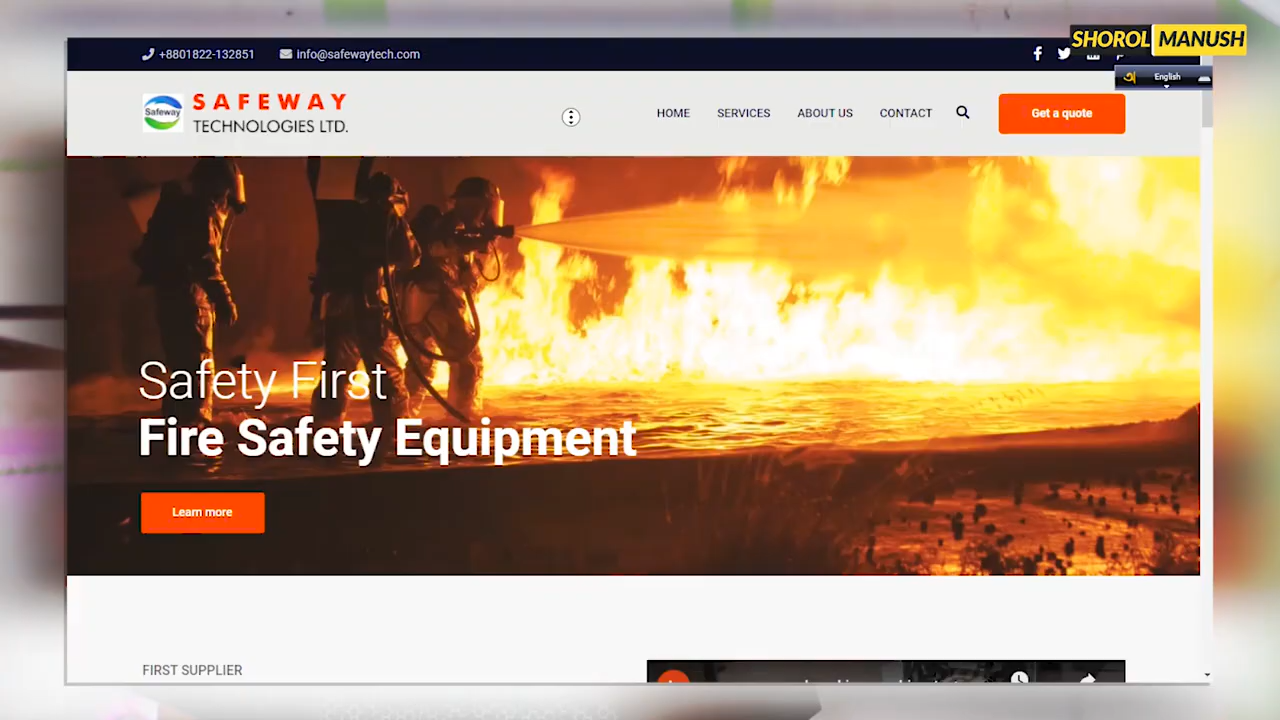 SHOROL MANUSH
+8801822-132851 info@safewaytech.com
অ English
Safeway
SAFEWAY
TECHNOLOGIES LTD.
HOME SERVICES ABOUT US CONTACT Get a quote
Safety First
Fire Safety Equipment
Learn more
FIRST SUPPLIER